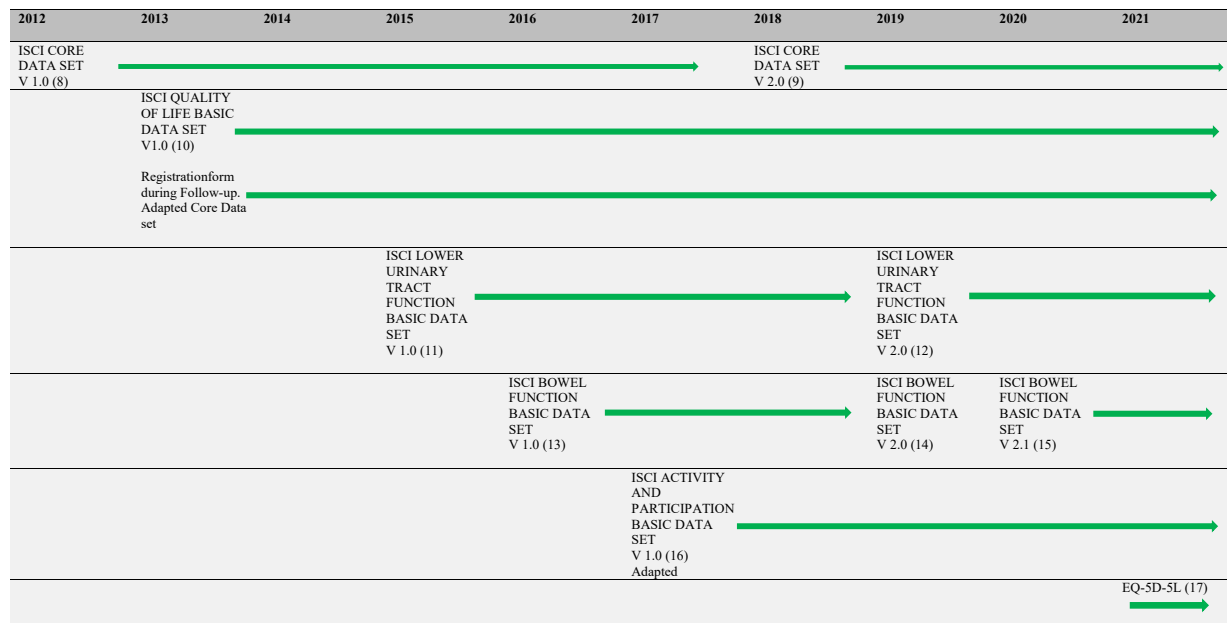 2012 2013 2014 2015 2016 2017 2018 2019 2020 2021
ISCI CORE
DATA SET
V 1.0 (8)
ISCI CORE
DATA SET
V 2.0 (9)
ISCI QUALITY
OF LIFE BASIC
DATA SET
V1.0 (10)
Registrationform
during Follow-up.
Adapted Core Data
set
ISCI LOWER
URINARY
TRACT
FUNCTION
BASIC DATA
SET
V 1.0 (11)
ISCI LOWER
URINARY
TRACT
FUNCTION
BASIC DATA
SET
V 2.0 (12)
ISCI BOWEL
FUNCTION
BASIC DATA
SET
V 1.0 (13)
ISCI BOWEL
FUNCTION
BASIC DATA
SET
V 2.0 (14)
ISCI BOWEL
FUNCTION
BASIC DATA
SET
V 2.1 (15)
ISCI ACTIVITY
AND
PARTICIPATION
BASIC DATA
SET
V 1.0 (16)
Adapted
EQ-5D-5L (17)